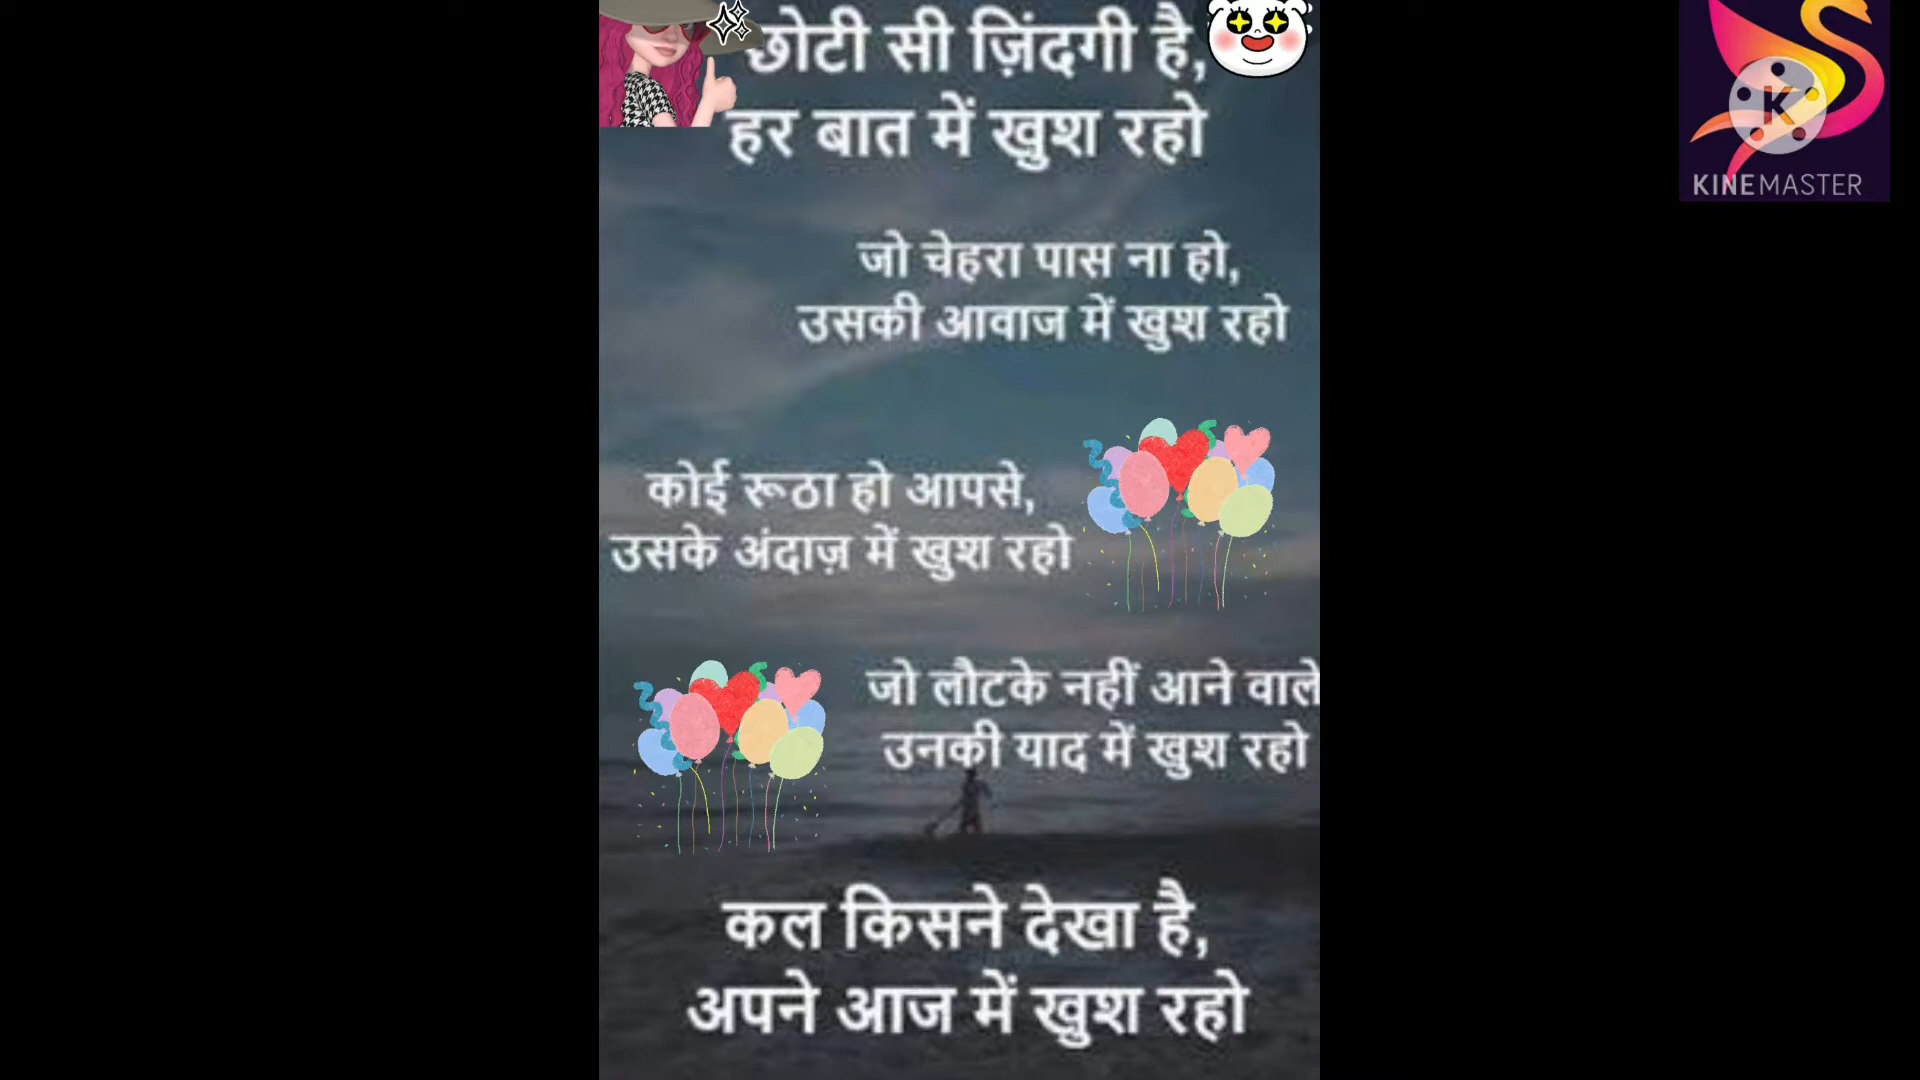 छोटी सी ज़िंदगी है,
हर बात में खुश रहो
जो चेहरा पास ना हो,
उसकी आवाज में खुश रहो
कोई रूठा हो आपसे,
उसके अंदाज़ में खुश रहो
जो लौटके नहीं आने वाले
उनकी याद में खुश रहो
कल किसने देखा है,
अपने आज में खुश रहो
K
KINEMASTER